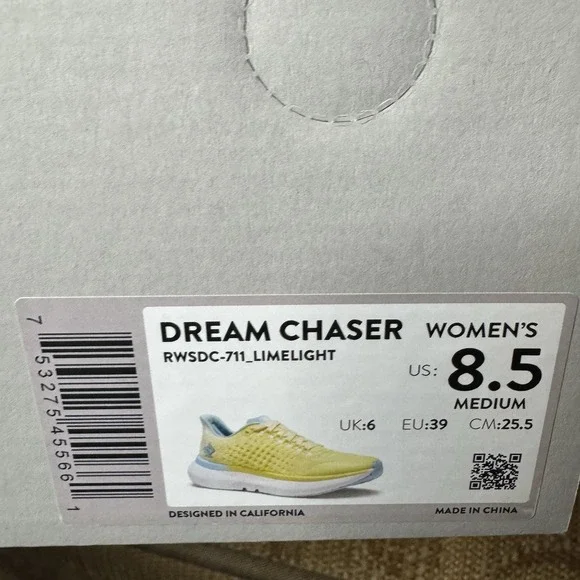 7 53275 45566 1
DREAM CHASER WOMEN'S
RWSDC-711_LIMELIGHT
US: 8.5
MEDIUM
UK:6 EU:39 CM:25.5
DESIGNED IN CALIFORNIA MADE IN CHINA